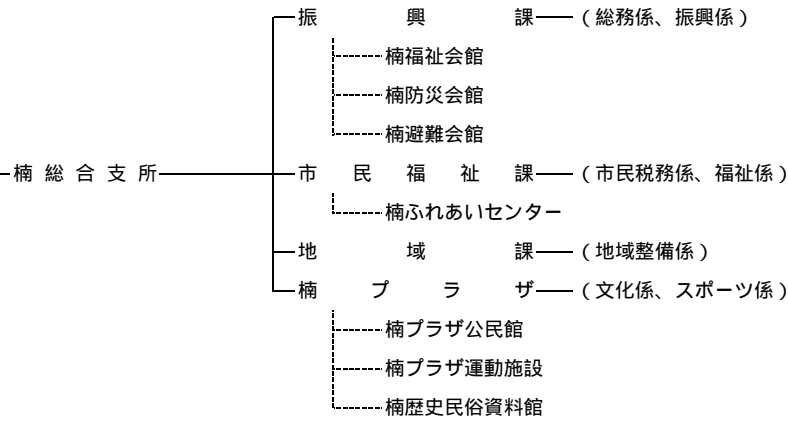 振興課（総務係、振興係）
楠福祉会館
楠防災会館
楠避難会館
楠総合支所 市民福祉課（市民税務係、福祉係）
楠ふれあいセンター
地域課（地域整備係）
楠プラザ（文化係、スポーツ係）
楠プラザ公民館
楠プラザ運動施設
楠歴史民俗資料館